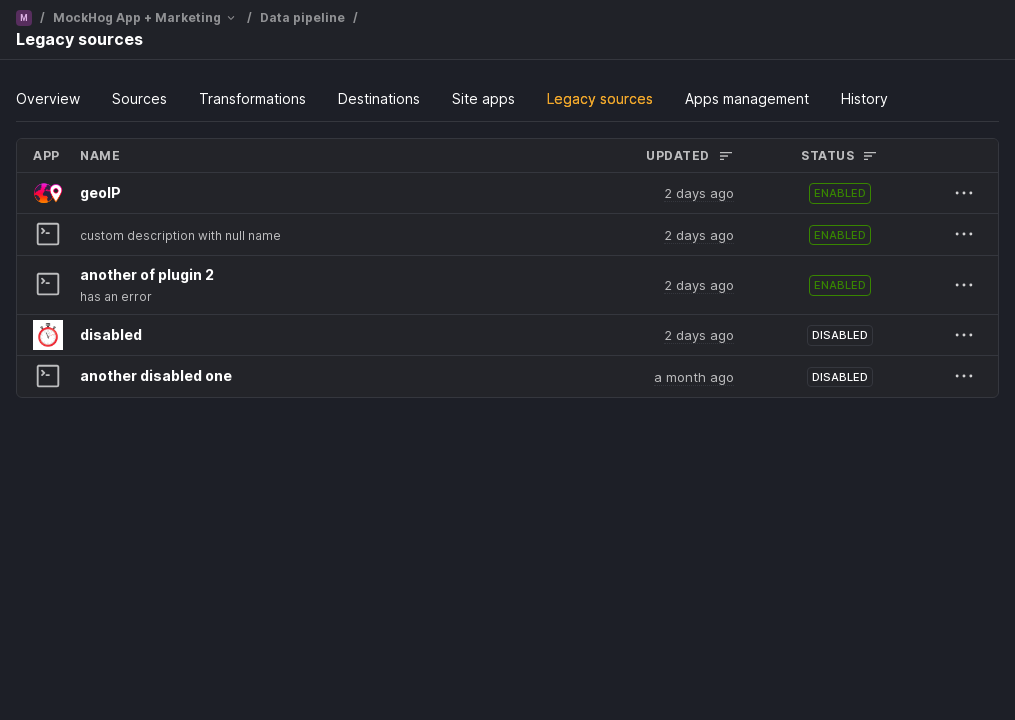 M / MockHog App + Marketing / Data pipeline /
Legacy sources
Overview Sources Transformations Destinations Site apps Legacy sources Apps management History
APP NAME UPDATED STATUS
geoIP 2 days ago ENABLED
custom description with null name 2 days ago ENABLED
another of plugin 2
has an error 2 days ago ENABLED
disabled 2 days ago DISABLED
another disabled one a month ago DISABLED